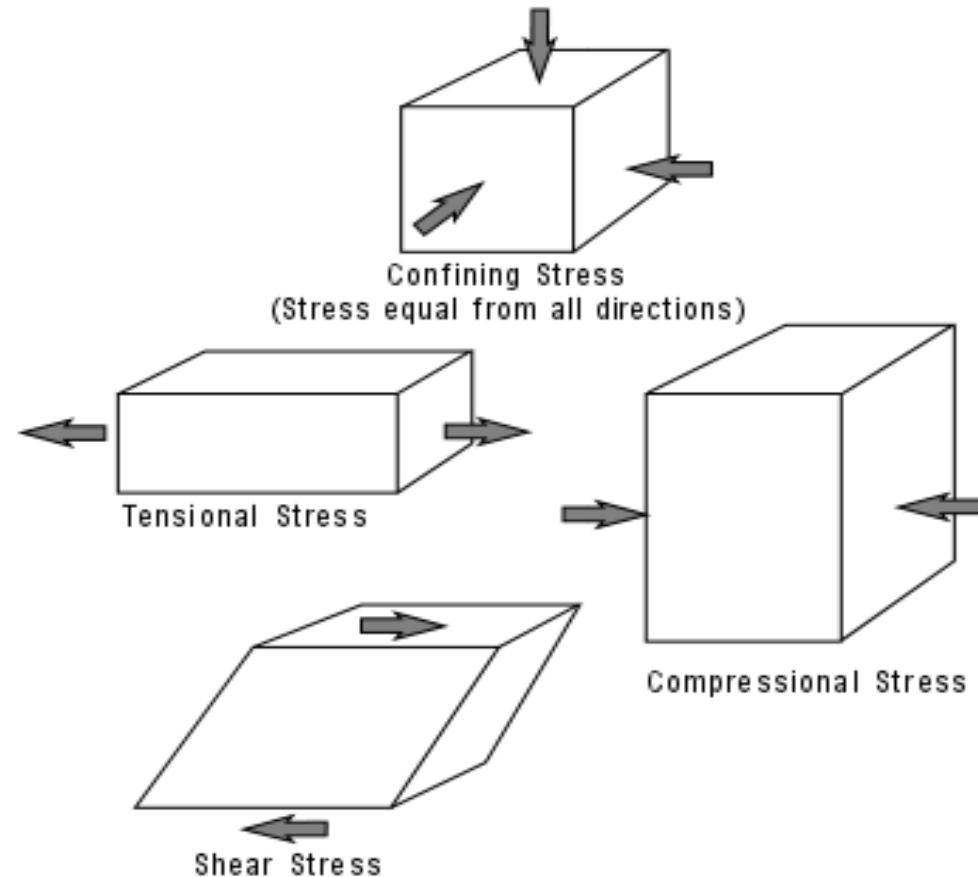 Confining Stress
(Stress equal from all directions)
Tensional Stress
Compressional Stress
Shear Stress